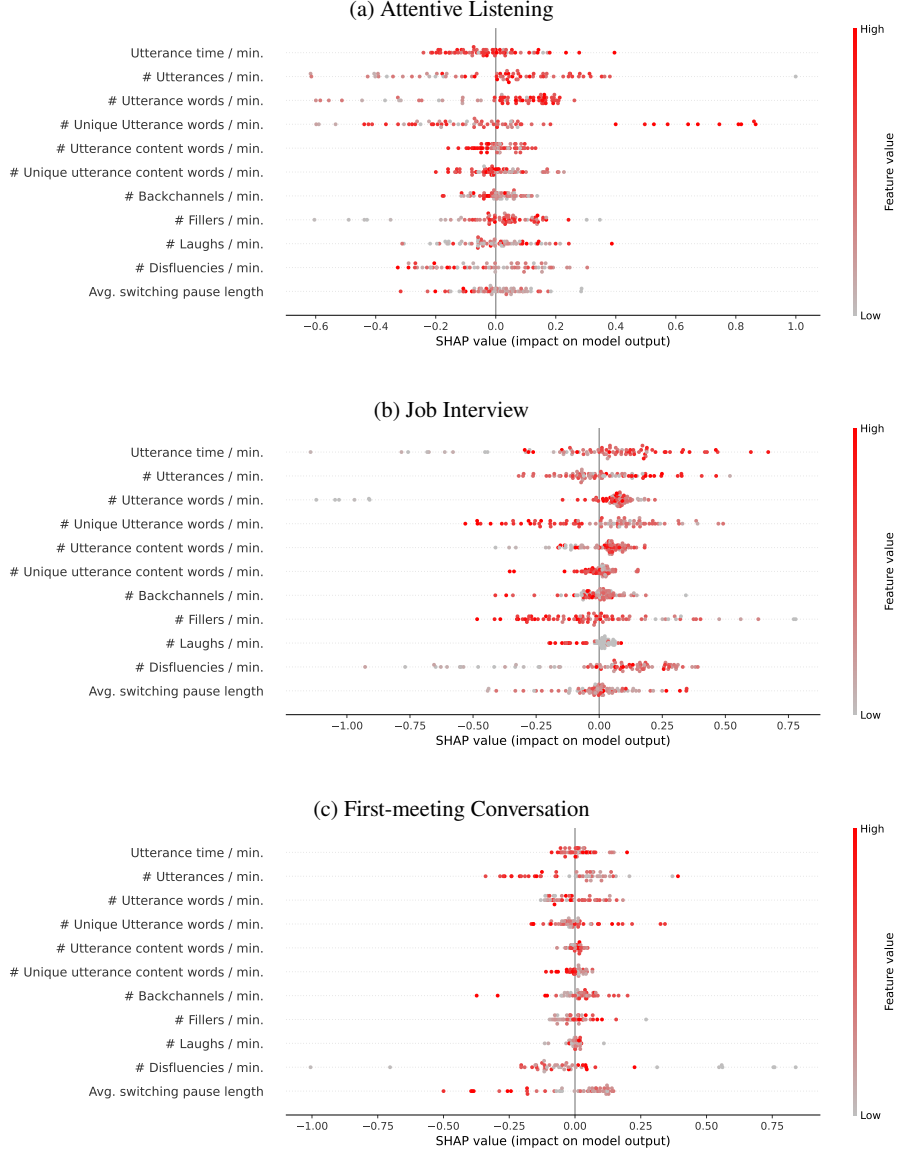 (a) Attentive Listening
High
Utterance time / min.
# Utterances / min.
# Utterance words / min.
# Unique Utterance words / min.
# Utterance content words / min.
# Unique utterance content words / min.
# Backchannels / min.
# Fillers / min.
# Laughs / min.
# Disfluencies / min.
Avg. switching pause length
Feature value
Low
−0.6 −0.4 −0.2 0.0 0.2 0.4 0.6 0.8 1.0
SHAP value (impact on model output)
(b) Job Interview
High
Utterance time / min.
# Utterances / min.
# Utterance words / min.
# Unique Utterance words / min.
# Utterance content words / min.
# Unique utterance content words / min.
# Backchannels / min.
# Fillers / min.
# Laughs / min.
# Disfluencies / min.
Avg. switching pause length
Feature value
Low
−1.00 −0.75 −0.50 −0.25 0.00 0.25 0.50 0.75
SHAP value (impact on model output)
(c) First-meeting Conversation
High
Utterance time / min.
# Utterances / min.
# Utterance words / min.
# Unique Utterance words / min.
# Utterance content words / min.
# Unique utterance content words / min.
# Backchannels / min.
# Fillers / min.
# Laughs / min.
# Disfluencies / min.
Avg. switching pause length
Feature value
Low
−1.00 −0.75 −0.50 −0.25 0.00 0.25 0.50 0.75
SHAP value (impact on model output)